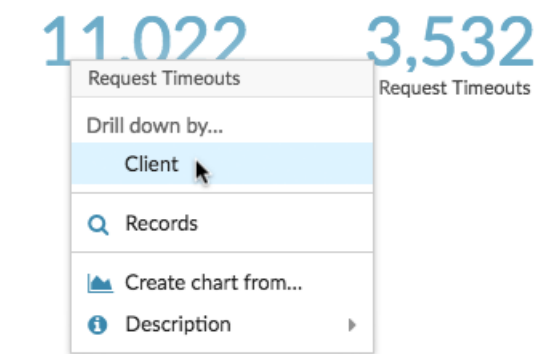 11,022 3,532
Request Timeouts
Request Timeouts
Drill down by...
Client
Records
Create chart from...
Description